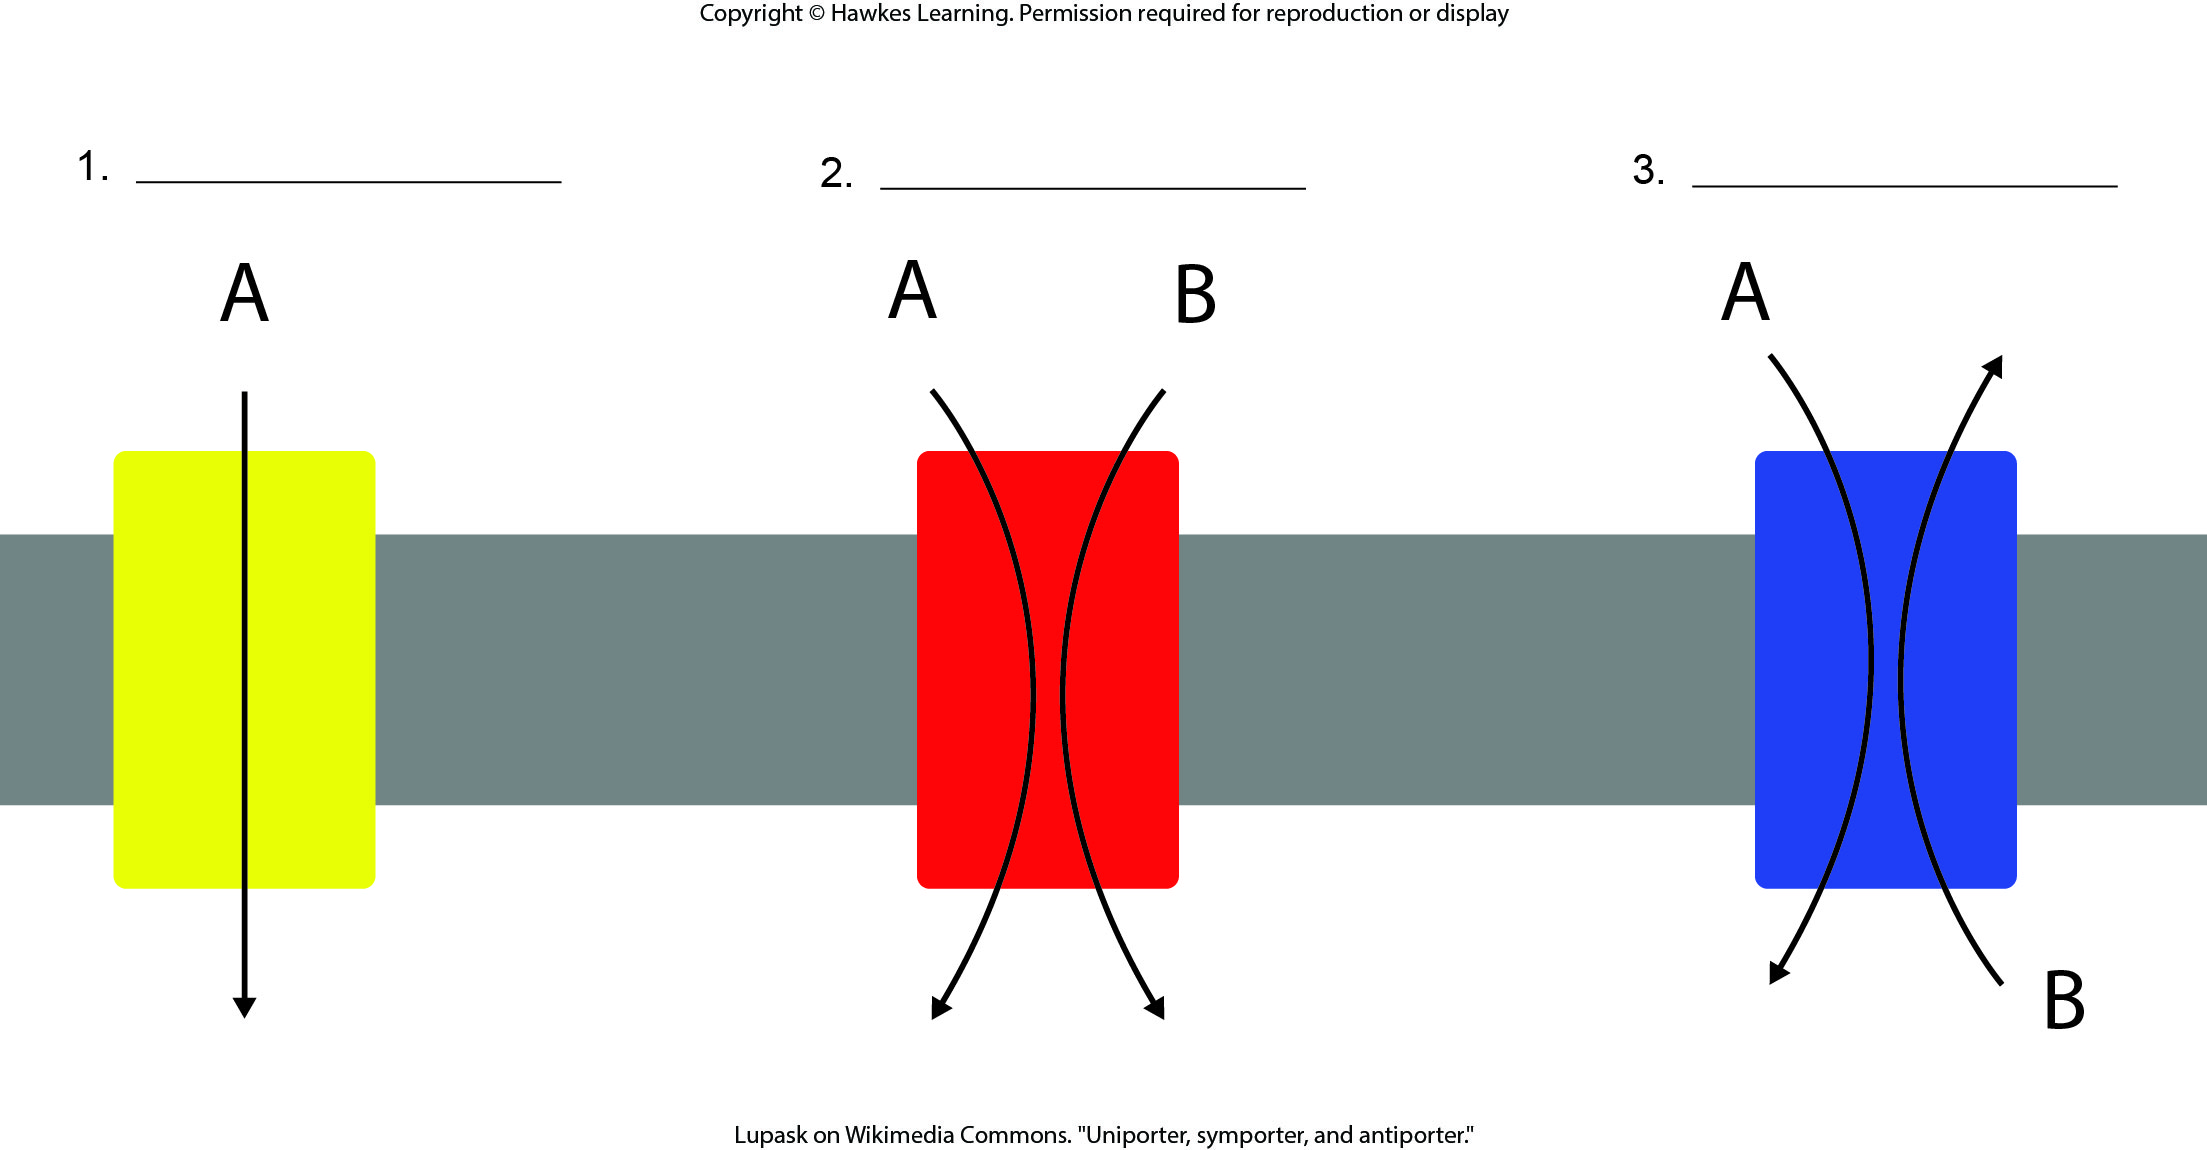 Copyright © Hawkes Learning. Permission required for reproduction or display
1. 2. 3.
A A B A
B
Lupask on Wikimedia Commons. "Uniporter, symporter, and antiporter."